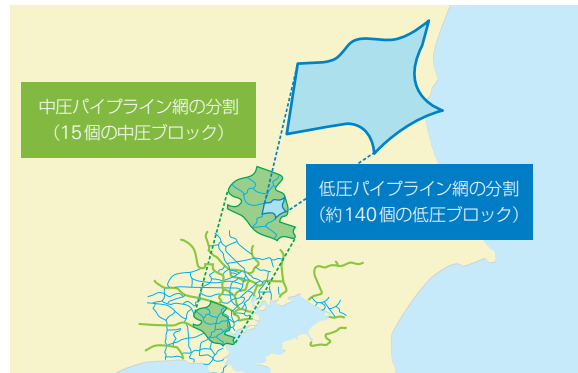 中圧パイプライン網の分割
（15個の中圧ブロック）
低圧パイプライン網の分割
（約140個の低圧ブロック）